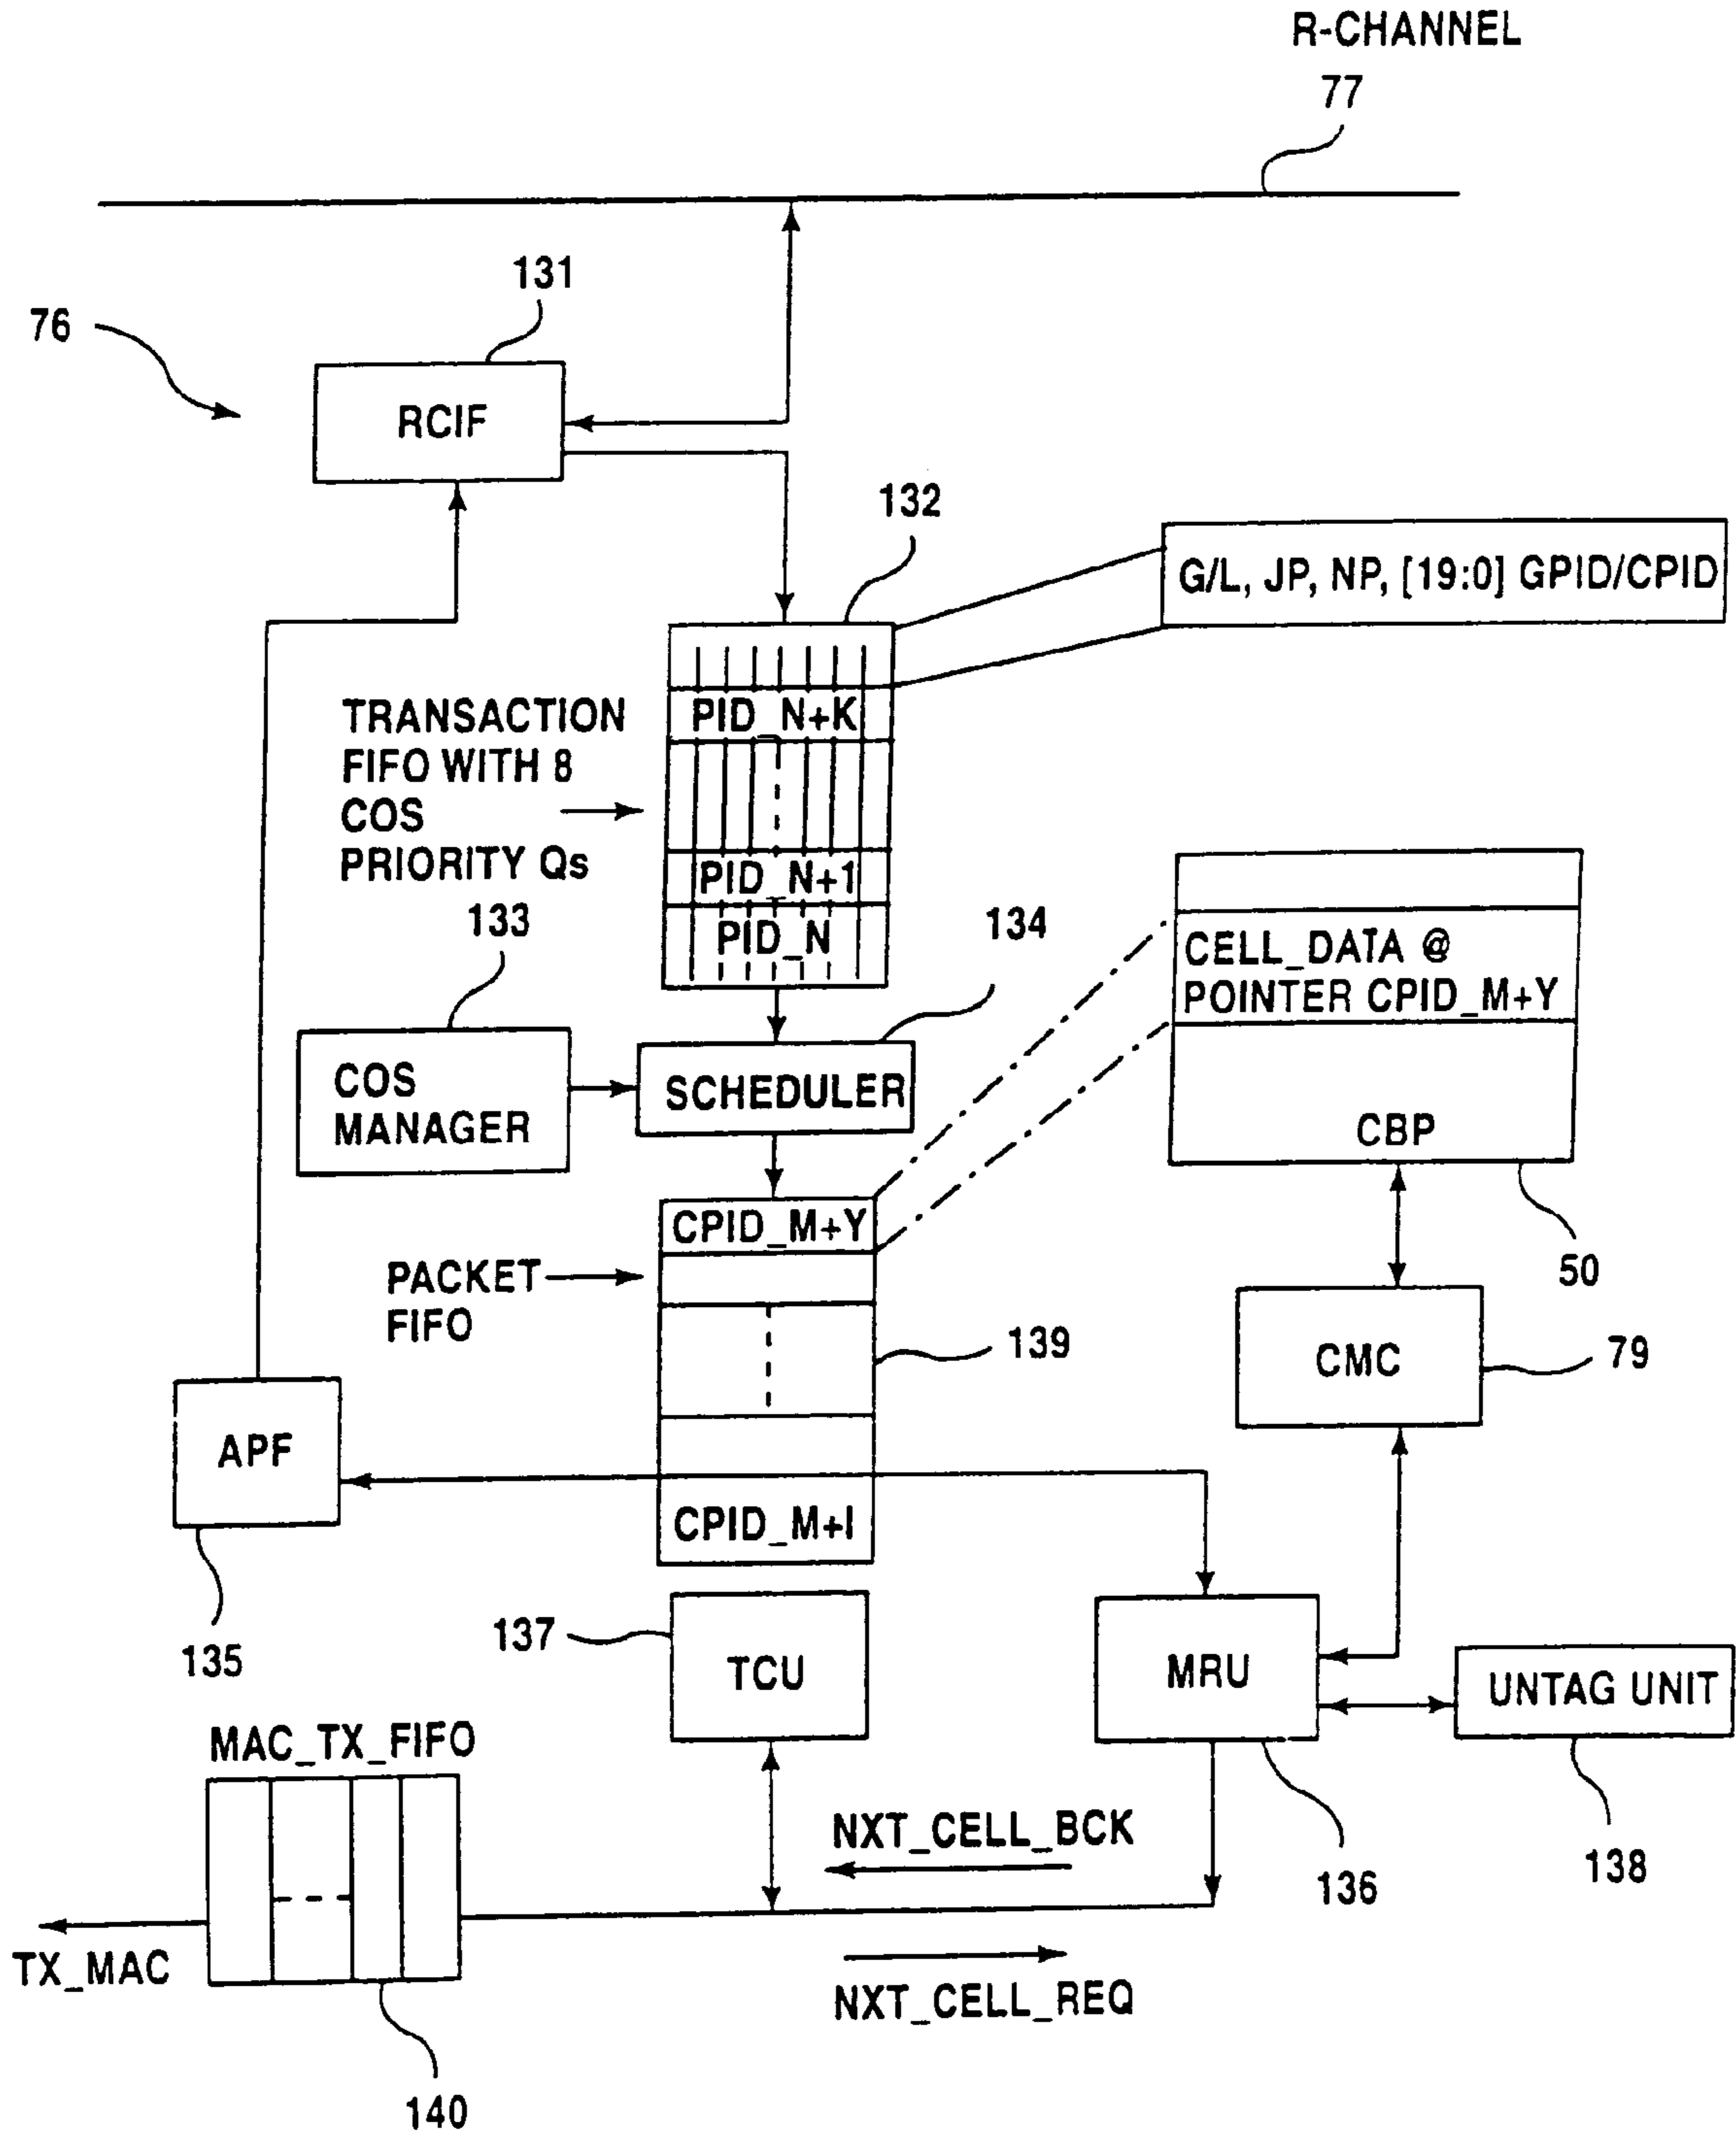 R-CHANNEL
77
131
76
RCIF
132
G/L, JP, NP, [19:0] GPID/CPID
TRANSACTION
FIFO WITH 8
COS
PRIORITY Qs
PID_N+K
PID_N+1
PID_N
133
134
COS
MANAGER
SCHEDULER
CELL_DATA @
POINTER CPID_M+Y
CBP
50
CPID_M+Y
PACKET
FIFO
139
CMC
79
APF
CPID_M+I
135
137
TCU
MRU
UNTAG UNIT
MAC_TX_FIFO
NXT_CELL_BCK
136
138
TX_MAC
NXT_CELL_REQ
140